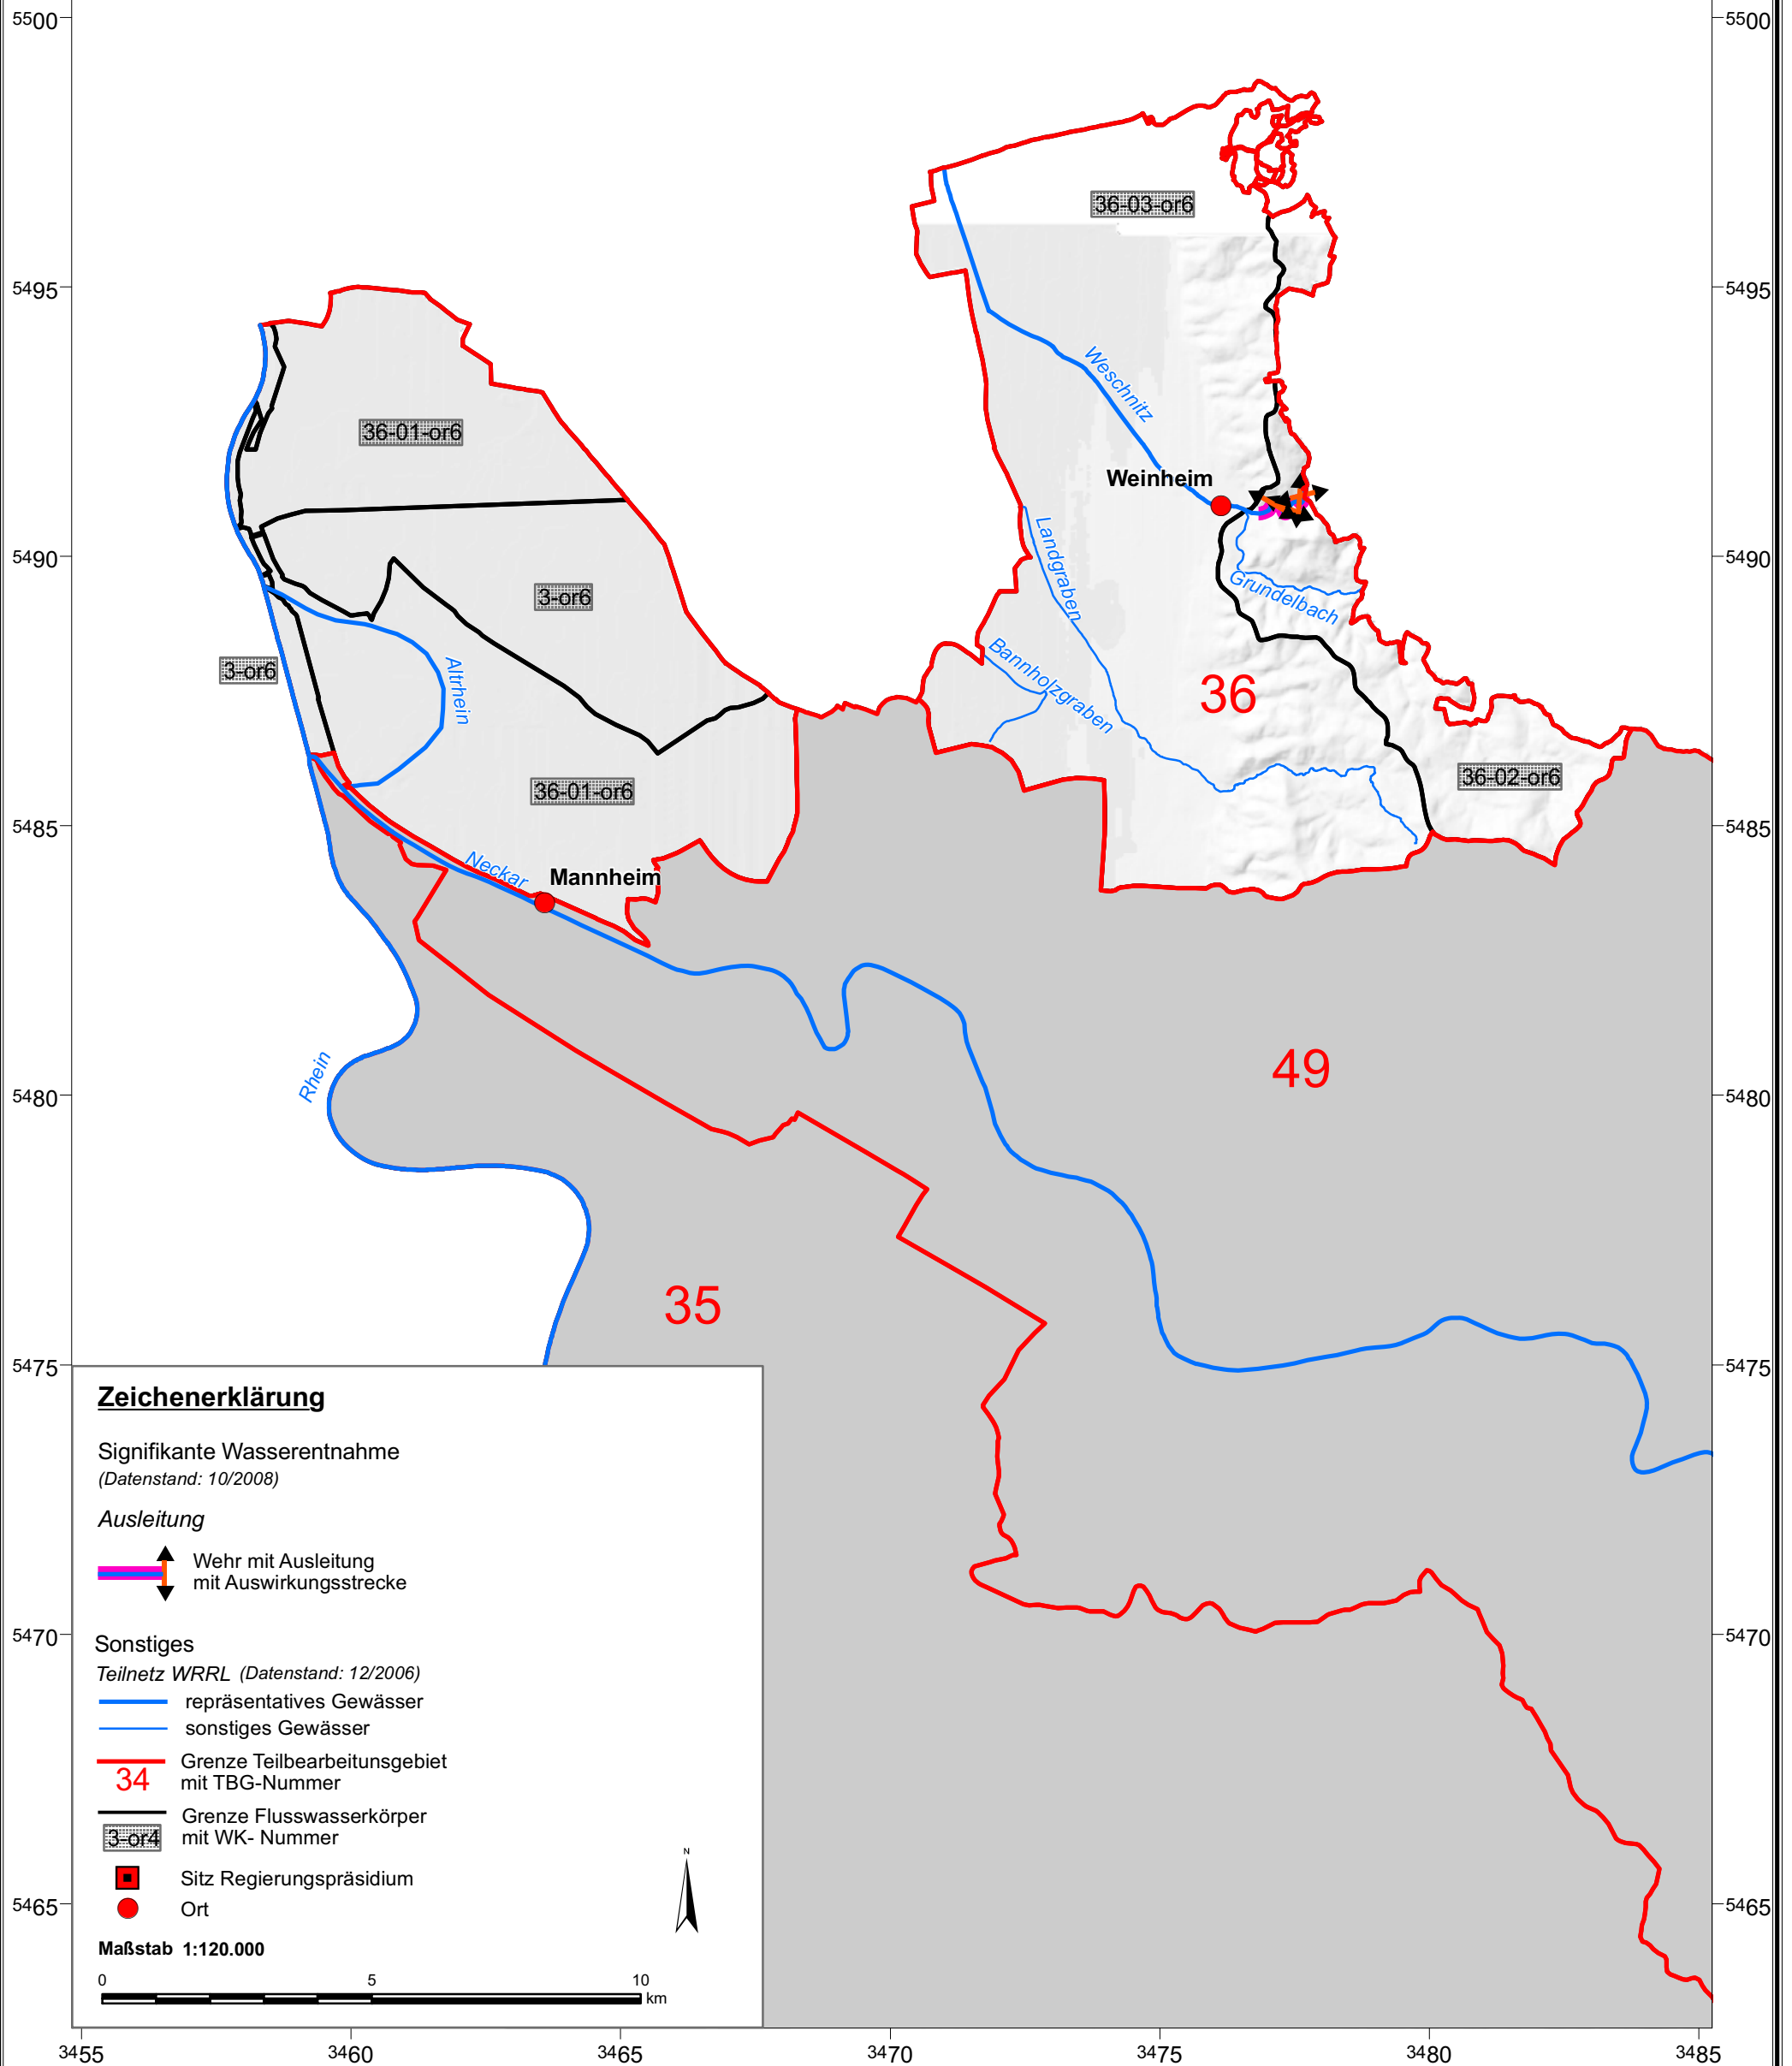 5500
5500
36-03-or6
5495
5495
Weschnitz
36-01-or6
Weinheim
Landgraben
5490
5490
Grundelbach
3-or6
3-or6
Altrhein
Bannholzgraben
36
36-01-or6
36-02-or6
5485
5485
Neckar
Mannheim
49
Rhein
5480
5480
35
5475
5475
Zeichenerklärung
Signifikante Wasserentnahme
(Datenstand: 10/2008)
Ausleitung
Wehr mit Ausleitung
mit Auswirkungsstrecke
5470
5470
Sonstiges
Teilnetz WRRL (Datenstand: 12/2006)
repräsentatives Gewässer
sonstiges Gewässer
Grenze Teilbearbeitunsgebiet
34 mit TBG-Nummer
Grenze Flusswasserkörper
3-or4 mit WK- Nummer
N
Sitz Regierungspräsidium
Ort
5465
5465
Maßstab 1:120.000
0 5 10
km
3455 3460 3465 3470 3475 3480 3485